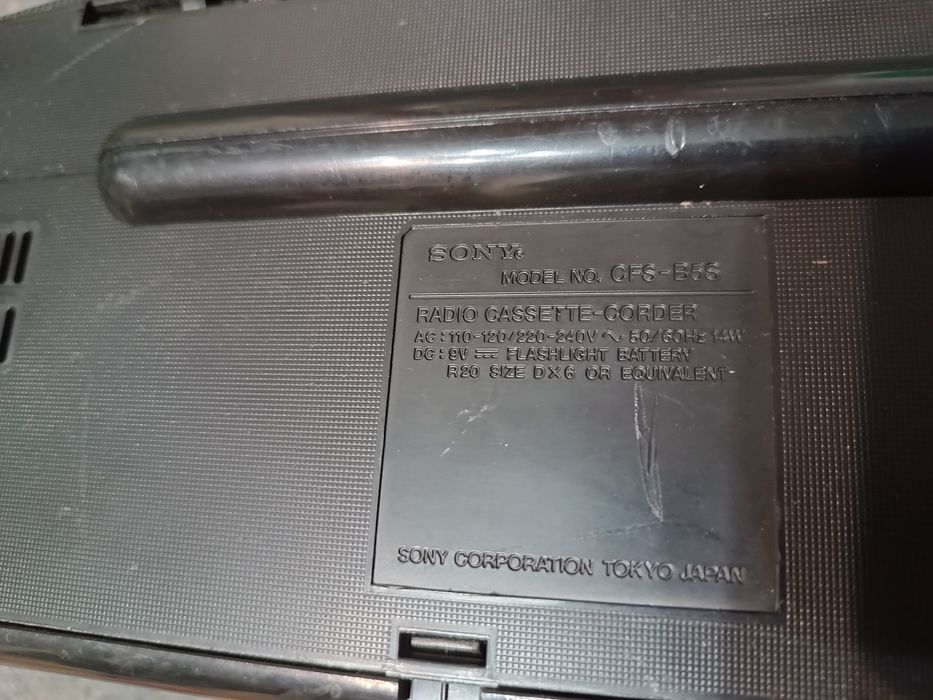 SONY®
MODEL NO. CFS-B5S
RADIO CASSETTE-CORDER
AC : 110-120/220-240V ~ 50/60Hz 14W
DC : 9V ⎓ FLASHLIGHT BATTERY
R20 SIZE D×6 OR EQUIVALENT
SONY CORPORATION TOKYO JAPAN